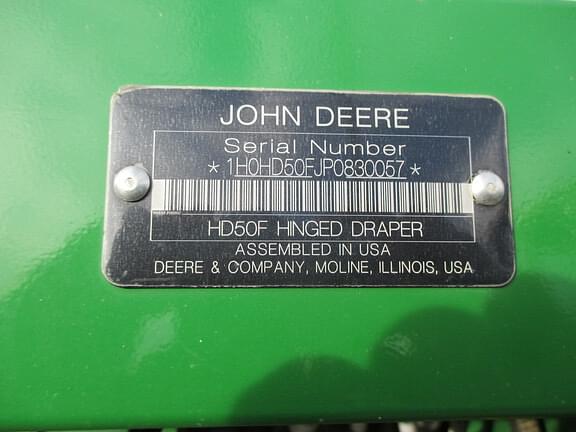 JOHN DEERE
Serial Number
*1H0HD50FJP0830057*
HD50F HINGED DRAPER
ASSEMBLED IN USA
DEERE & COMPANY, MOLINE, ILLINOIS, USA